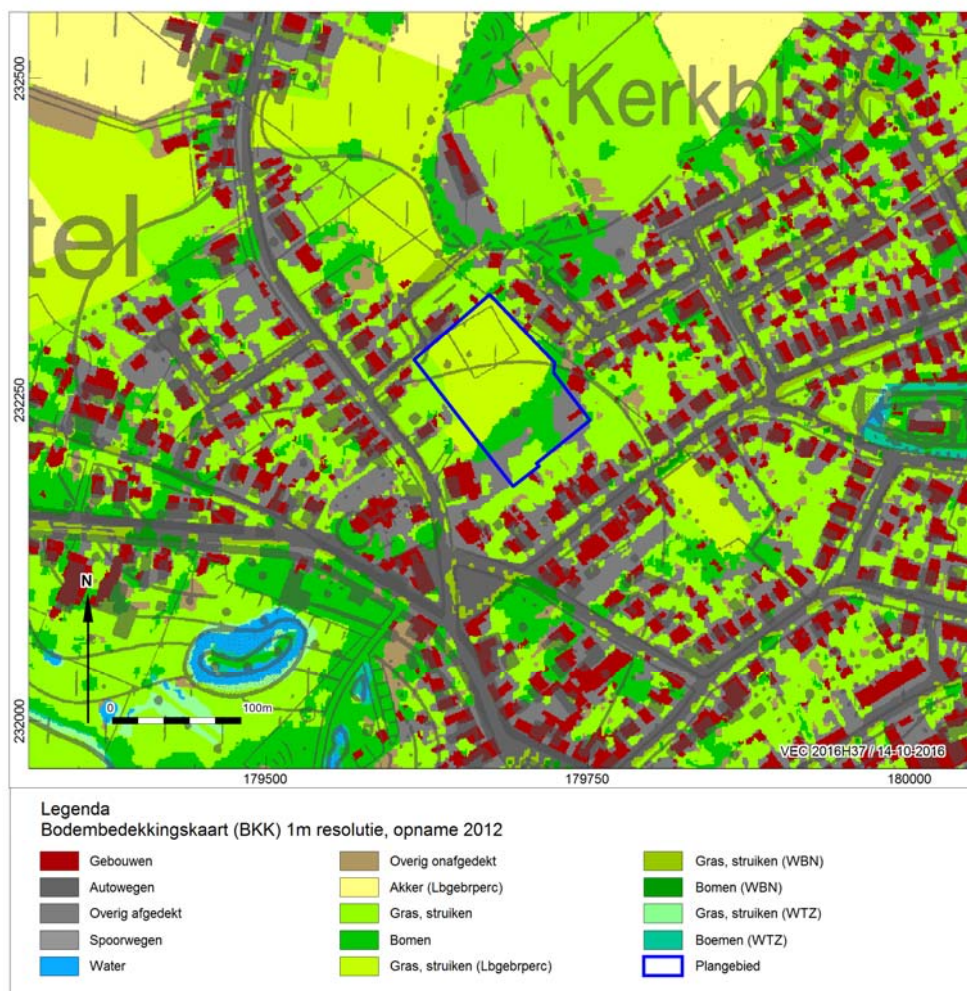 232500
Kerkblok
tel
232250
N
232000
0 100m
VEC 2016H37 / 14-10-2016
179500 179750 180000
Legenda
Bodembedekkingskaart (BKK) 1m resolutie, opname 2012
Gebouwen Overig onafgedekt Gras, struiken (WBN)
Autowegen Akker (Lbgebrperc) Bomen (WBN)
Overig afgedekt Gras, struiken Gras, struiken (WTZ)
Spoorwegen Bomen Boemen (WTZ)
Water Gras, struiken (Lbgebrperc) Plangebied